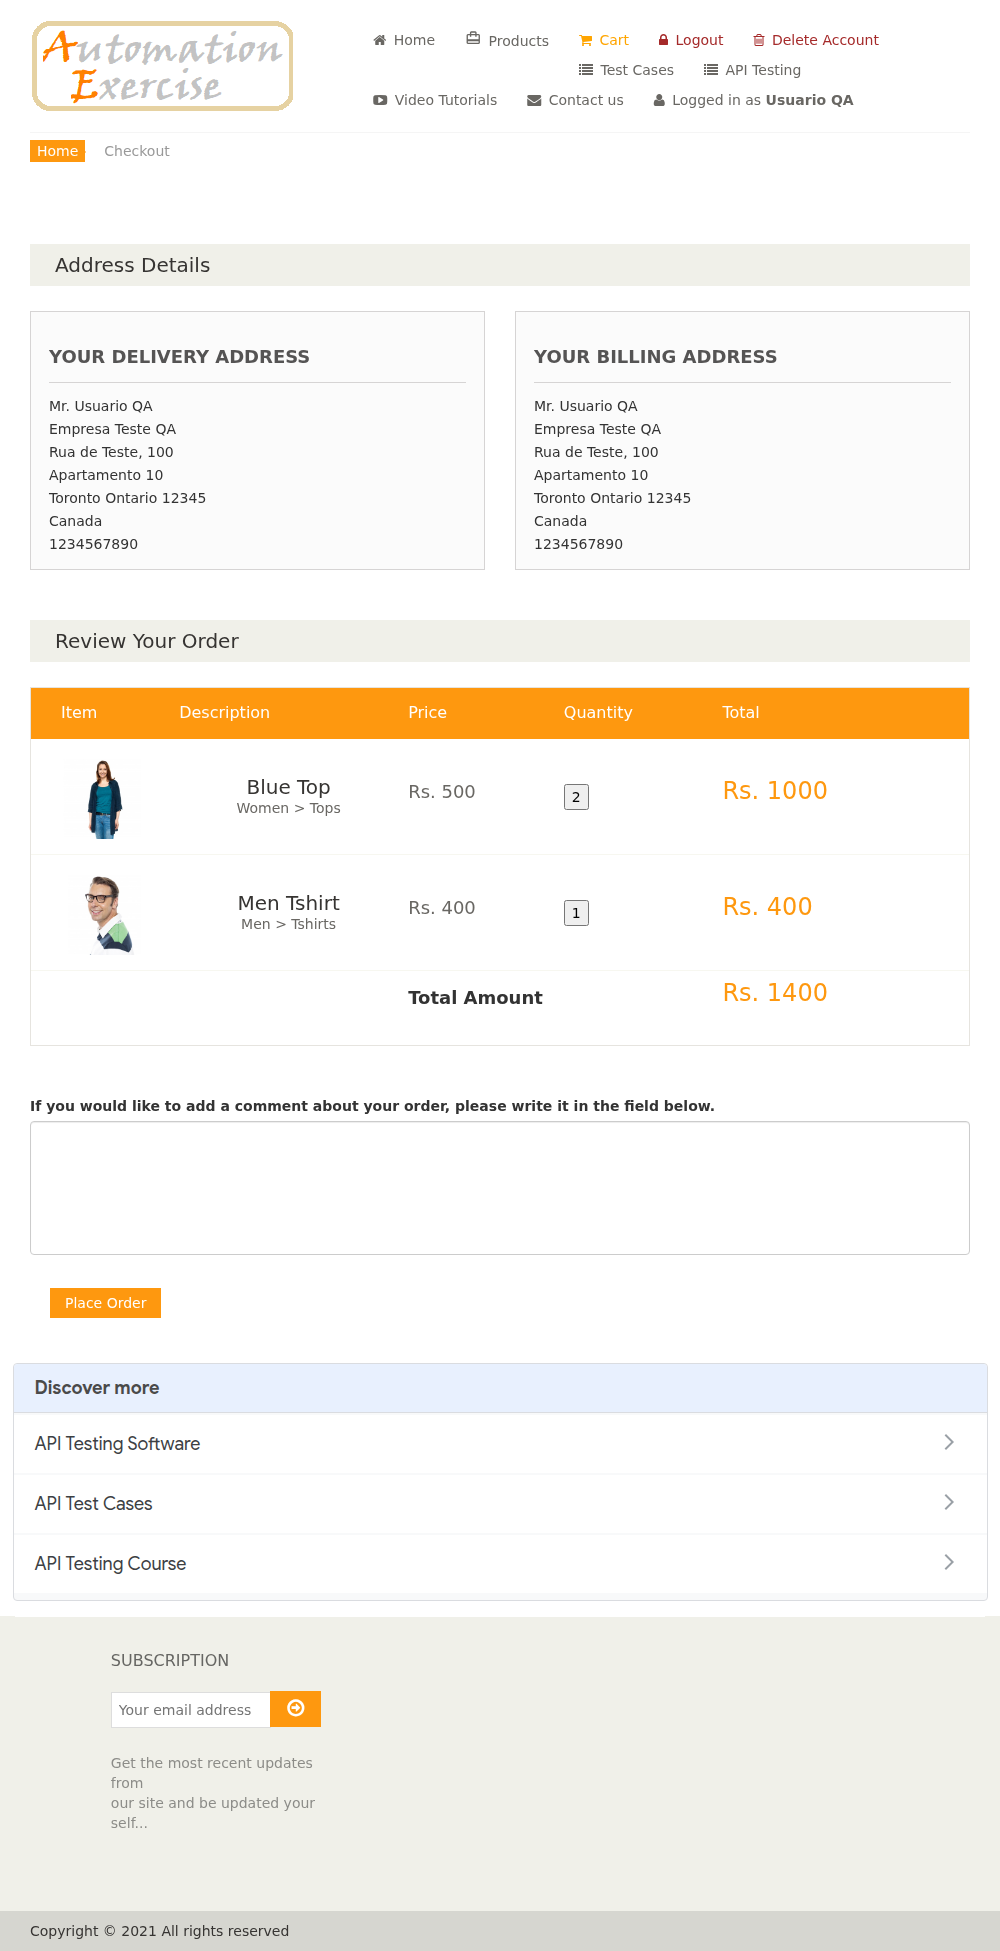 Automation
Exercise
Home Products Cart Logout Delete Account
Test Cases API Testing
Video Tutorials Contact us Logged in as Usuario QA
Home Checkout
Address Details
YOUR DELIVERY ADDRESS
Mr. Usuario QA
Empresa Teste QA
Rua de Teste, 100
Apartamento 10
Toronto Ontario 12345
Canada
1234567890
YOUR BILLING ADDRESS
Mr. Usuario QA
Empresa Teste QA
Rua de Teste, 100
Apartamento 10
Toronto Ontario 12345
Canada
1234567890
Review Your Order
Item Description Price Quantity Total
Blue Top
Women > Tops
Rs. 500 2 Rs. 1000
Men Tshirt
Men > Tshirts
Rs. 400 1 Rs. 400
Total Amount Rs. 1400
If you would like to add a comment about your order, please write it in the field below.
Place Order
Discover more
API Testing Software
API Test Cases
API Testing Course
SUBSCRIPTION
Your email address
Get the most recent updates
from
our site and be updated your
self...
Copyright © 2021 All rights reserved